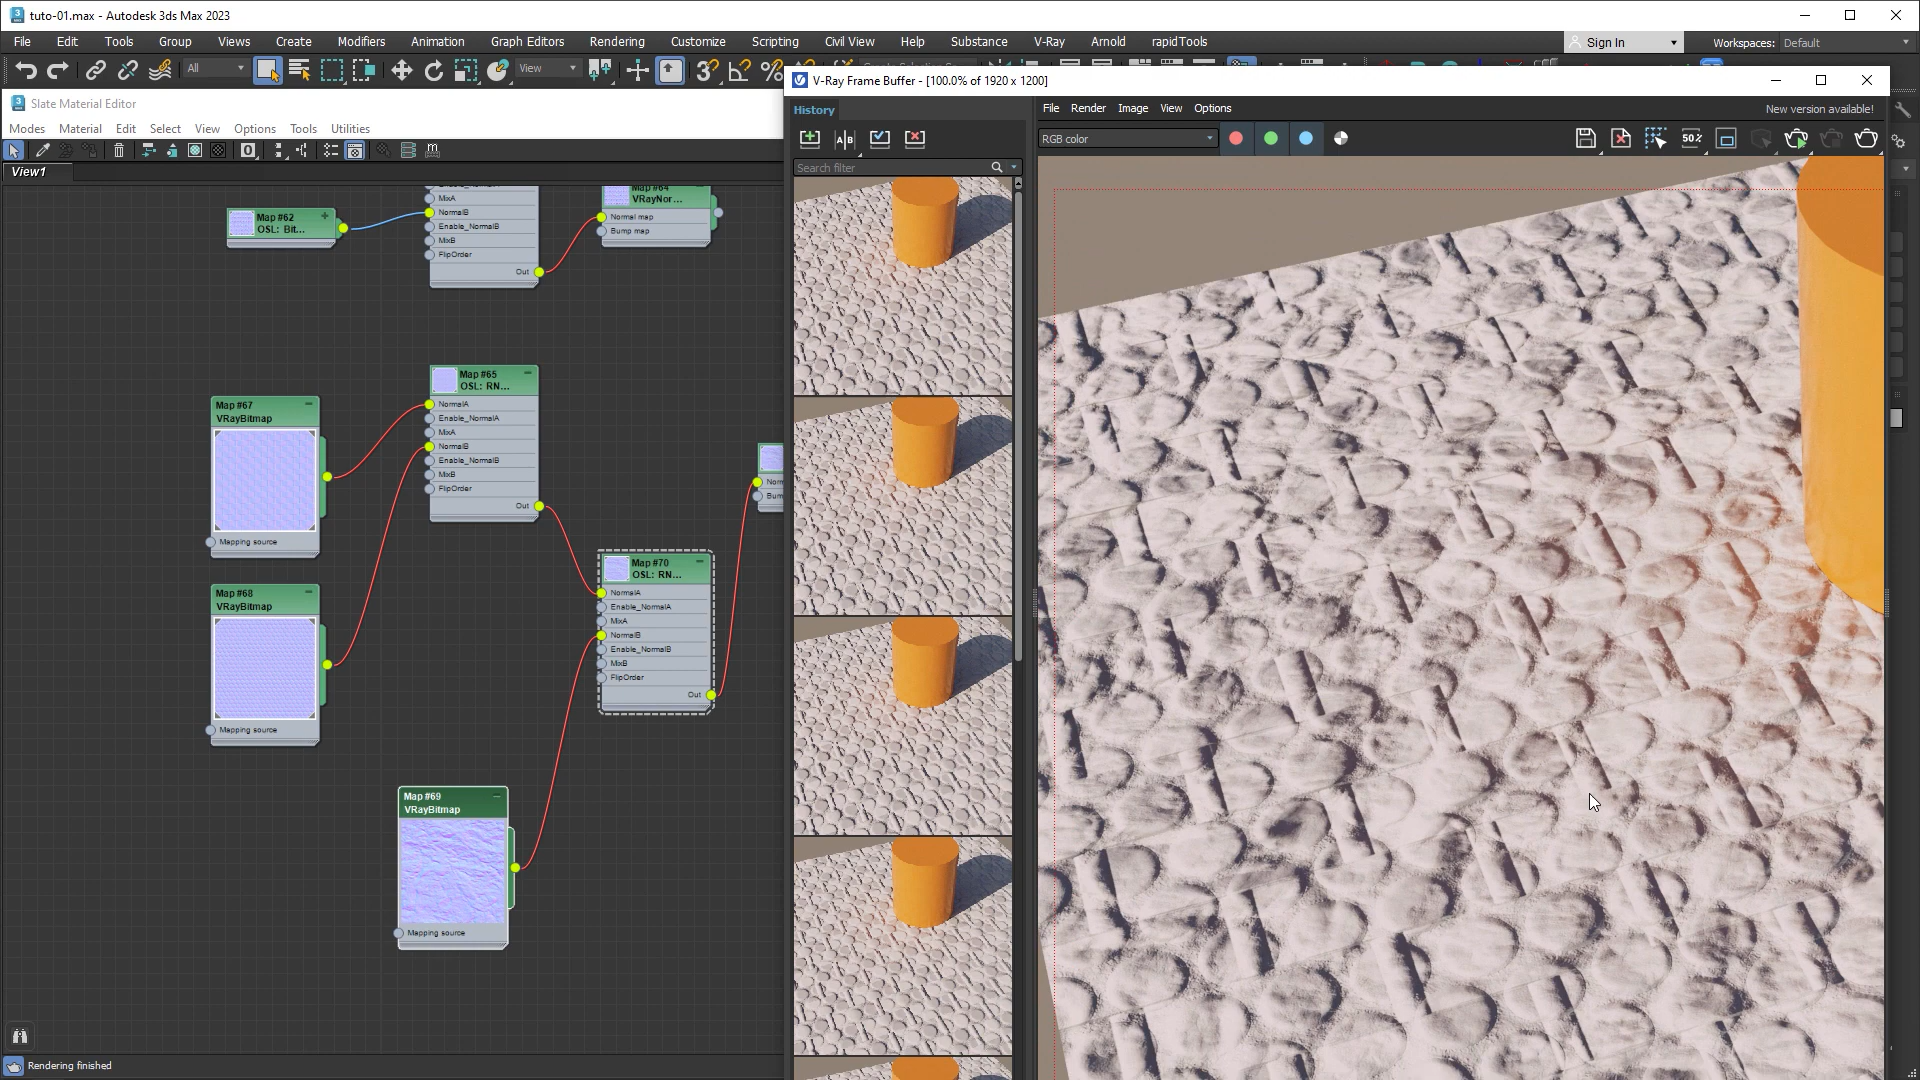 tuto-01.max - Autodesk 3ds Max 2023
File Edit Tools Group Views Create Modifiers Animation Graph Editors Rendering Customize Scripting Civil View Help Substance V-Ray Arnold rapidTools
Sign In
Workspaces: Default
All
View
V-Ray Frame Buffer - [100.0% of 1920 x 1200]
Slate Material Editor
Modes Material Edit Select View Options Tools Utilities
View1
History
Search filter
File Render Image View Options
New version available!
RGB color
50%
Map #62
OSL: Bit...
MixA
NormalB
Enable_NormalB
MixB
FlipOrder
Out
Map #64
VRayNor...
Normal map
Bump map
Map #65
OSL: RN...
NormalA
Enable_NormalA
MixA
NormalB
Enable_NormalB
MixB
FlipOrder
Out
Map #67
VRayBitmap
Mapping source
Map #68
VRayBitmap
Mapping source
Map #70
OSL: RN...
NormalA
Enable_NormalA
MixA
NormalB
Enable_NormalB
MixB
FlipOrder
Out
Map #69
VRayBitmap
Mapping source
Rendering finished